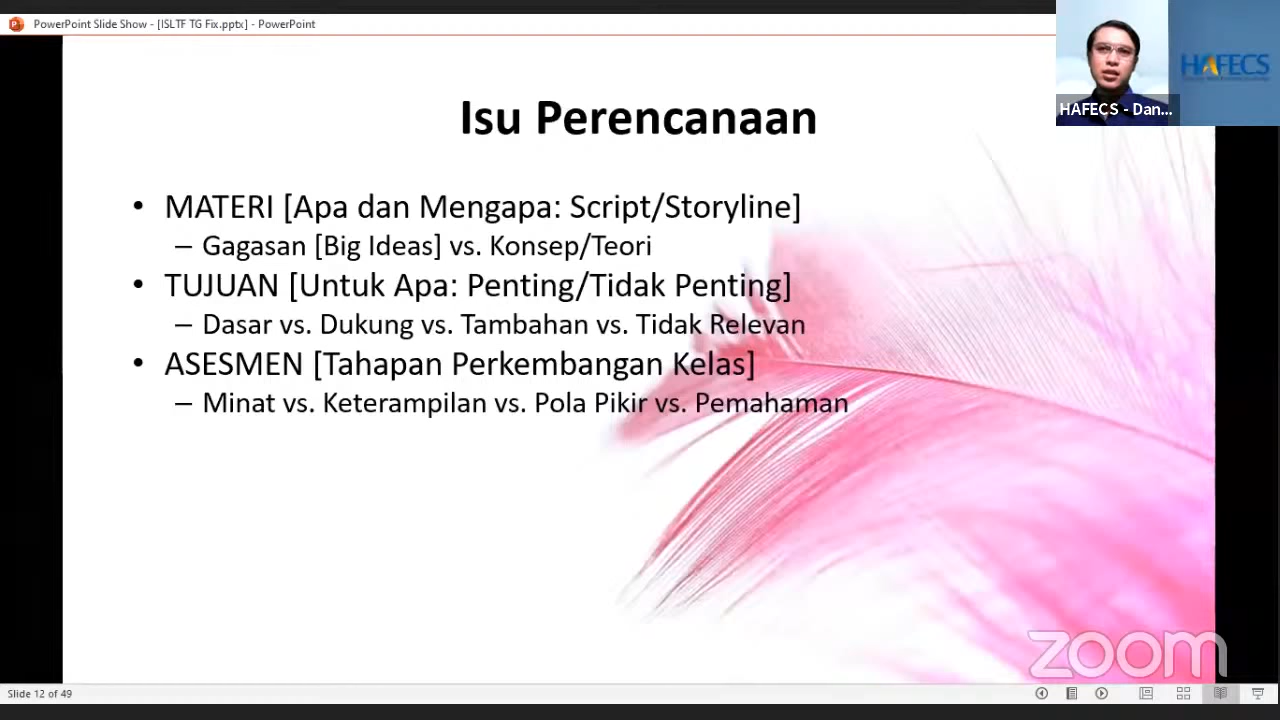 PowerPoint Slide Show - [ISLTF TG Fix.pptx] - PowerPoint
HAFECS
HAFECS - Dan...
Isu Perencanaan
• MATERI [Apa dan Mengapa: Script/Storyline]
– Gagasan [Big Ideas] vs. Konsep/Teori
• TUJUAN [Untuk Apa: Penting/Tidak Penting]
– Dasar vs. Dukung vs. Tambahan vs. Tidak Relevan
• ASESMEN [Tahapan Perkembangan Kelas]
– Minat vs. Keterampilan vs. Pola Pikir vs. Pemahaman
zoom
Slide 12 of 49